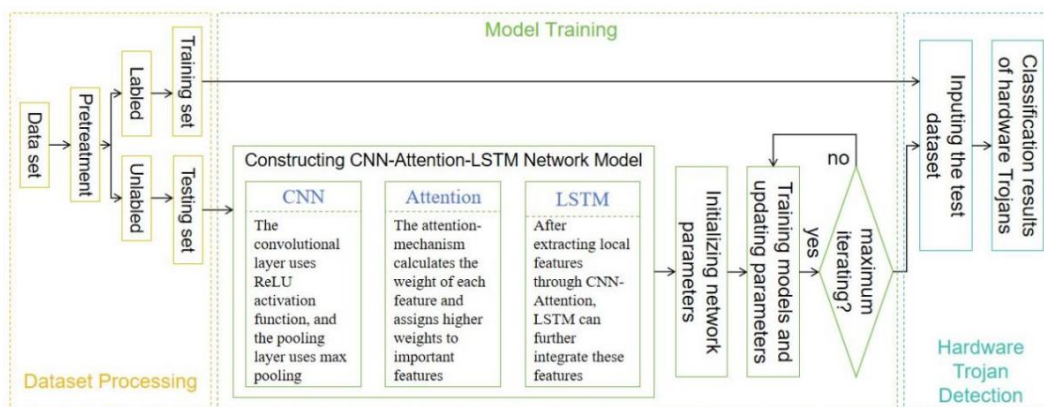 Data set
Pretreatment
Labled
Unlabled
Training set
Testing set
Dataset Processing
Model Training
Constructing CNN-Attention-LSTM Network Model
CNN
The
convolutional
layer uses
ReLU
activation
function, and
the pooling
layer uses max
pooling
Attention
The attention-
mechanism
calculates the
weight of each
feature and
assigns higher
weights to
important
features
LSTM
After
extracting local
features
through CNN-
Attention,
LSTM can
further
integrate these
features
Initializing network
parameters
Training models and
updating parameters
no
yes
maximum
iterating?
Inputing the test
dataset
Classification results
of hardware Trojans
Hardware
Trojan
Detection